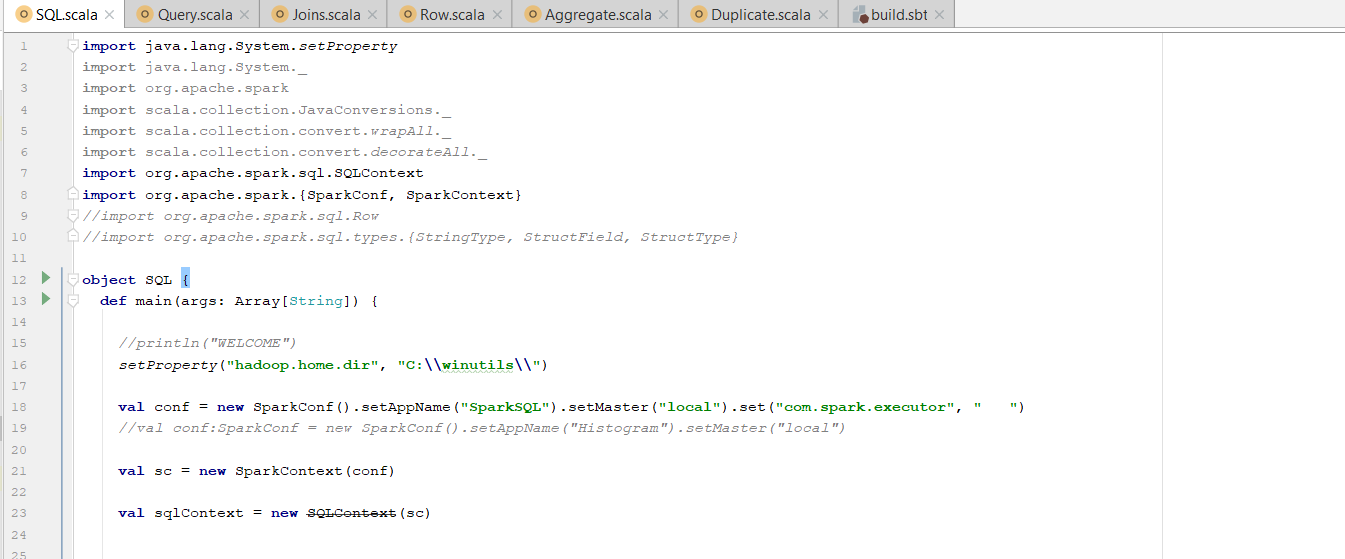 SQL.scala Query.scala Joins.scala Row.scala Aggregate.scala Duplicate.scala build.sbt
1 import java.lang.System.setProperty
2 import java.lang.System._
3 import org.apache.spark
4 import scala.collection.JavaConversions._
5 import scala.collection.convert.wrapAll._
6 import scala.collection.convert.decorateAll._
7 import org.apache.spark.sql.SQLContext
8 import org.apache.spark.{SparkConf, SparkContext}
9 //import org.apache.spark.sql.Row
10 //import org.apache.spark.sql.types.{StringType, StructField, StructType}
11
12 object SQL {
13 def main(args: Array[String]) {
14
15 //println("WELCOME")
16 setProperty("hadoop.home.dir", "C:\\winutils\\")
17
18 val conf = new SparkConf().setAppName("SparkSQL").setMaster("local").set("com.spark.executor", "   ")
19 //val conf:SparkConf = new SparkConf().setAppName("Histogram").setMaster("local")
20
21 val sc = new SparkContext(conf)
22
23 val sqlContext = new SQLContext(sc)
24
25